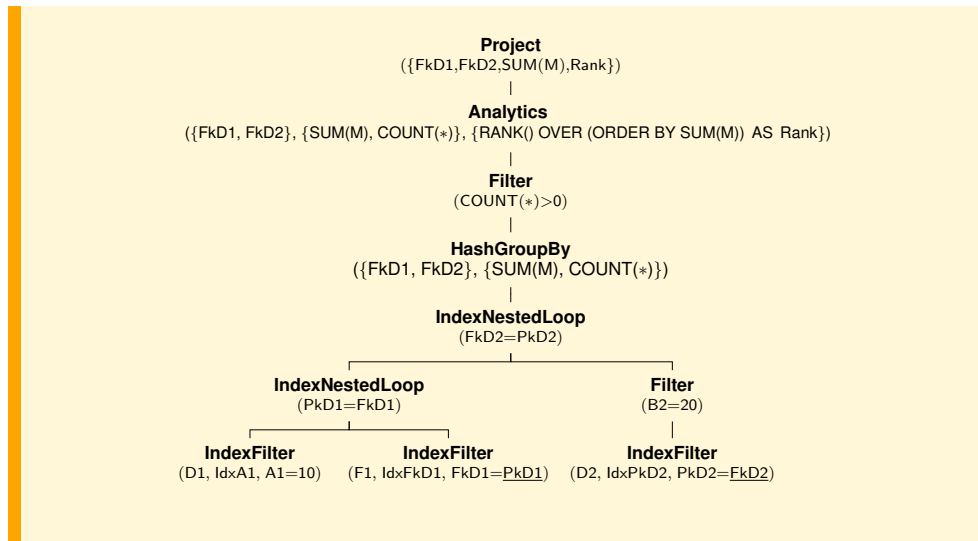 Project
({FkD1,FkD2,SUM(M),Rank})
Analytics
({FkD1, FkD2}, {SUM(M), COUNT(∗)}, {RANK() OVER (ORDER BY SUM(M)) AS Rank})
Filter
(COUNT(∗)>0)
HashGroupBy
({FkD1, FkD2}, {SUM(M), COUNT(∗)})
IndexNestedLoop
(FkD2=PkD2)
IndexNestedLoop Filter
(PkD1=FkD1) (B2=20)
IndexFilter IndexFilter IndexFilter
(D1, IdxA1, A1=10) (F1, IdxFkD1, FkD1=PkD1) (D2, IdxPkD2, PkD2=FkD2)